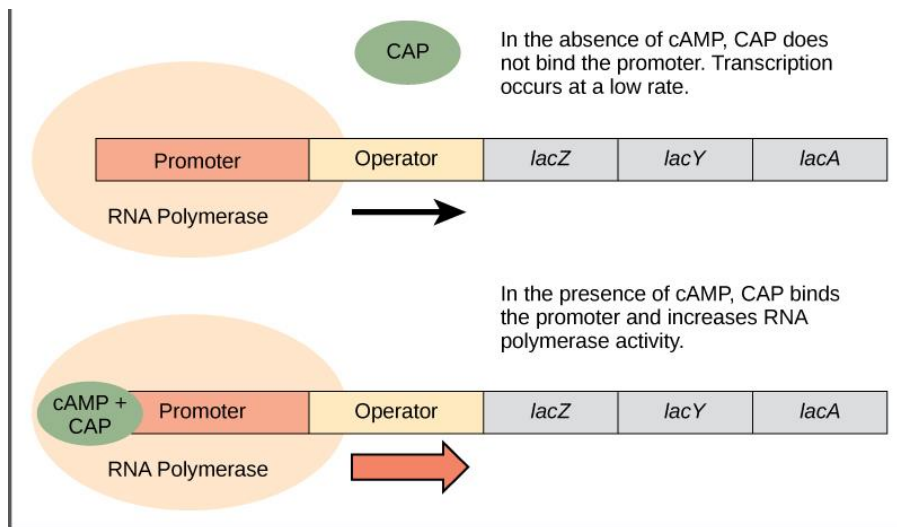 CAP
In the absence of cAMP, CAP does
not bind the promoter. Transcription
occurs at a low rate.
Promoter Operator lacZ lacY lacA
RNA Polymerase
In the presence of cAMP, CAP binds
the promoter and increases RNA
polymerase activity.
cAMP +
CAP
Promoter Operator lacZ lacY lacA
RNA Polymerase